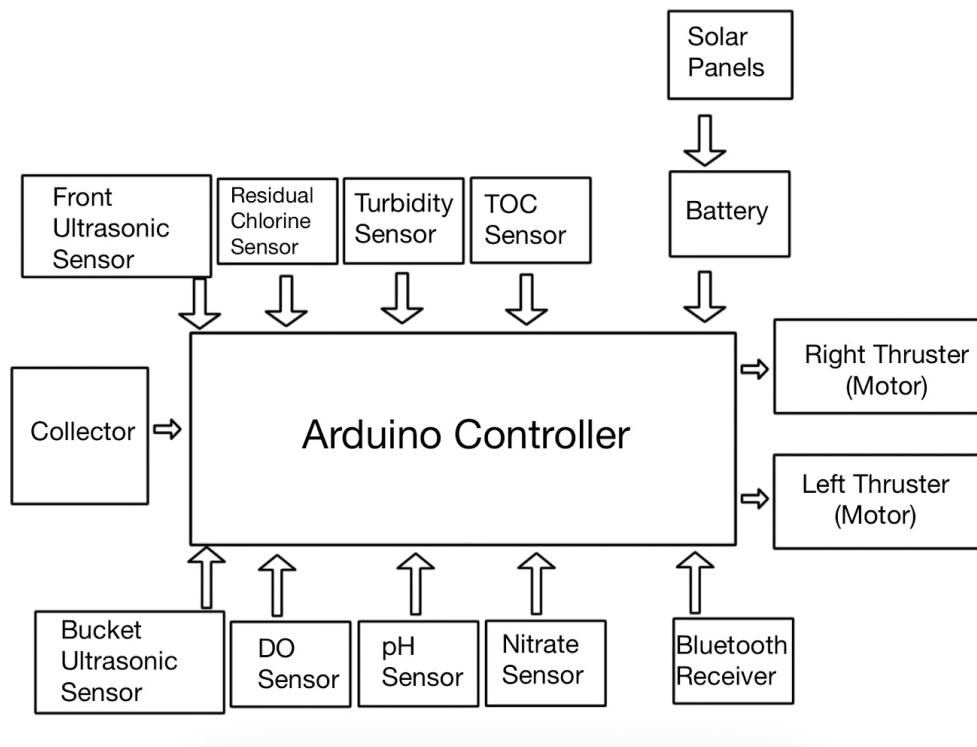 Solar
Panels
Front
Ultrasonic
Sensor
Residual
Chlorine
Sensor
Turbidity
Sensor
TOC
Sensor
Battery
Collector
Arduino Controller
Right Thruster
(Motor)
Left Thruster
(Motor)
Bucket
Ultrasonic
Sensor
DO
Sensor
pH
Sensor
Nitrate
Sensor
Bluetooth
Receiver